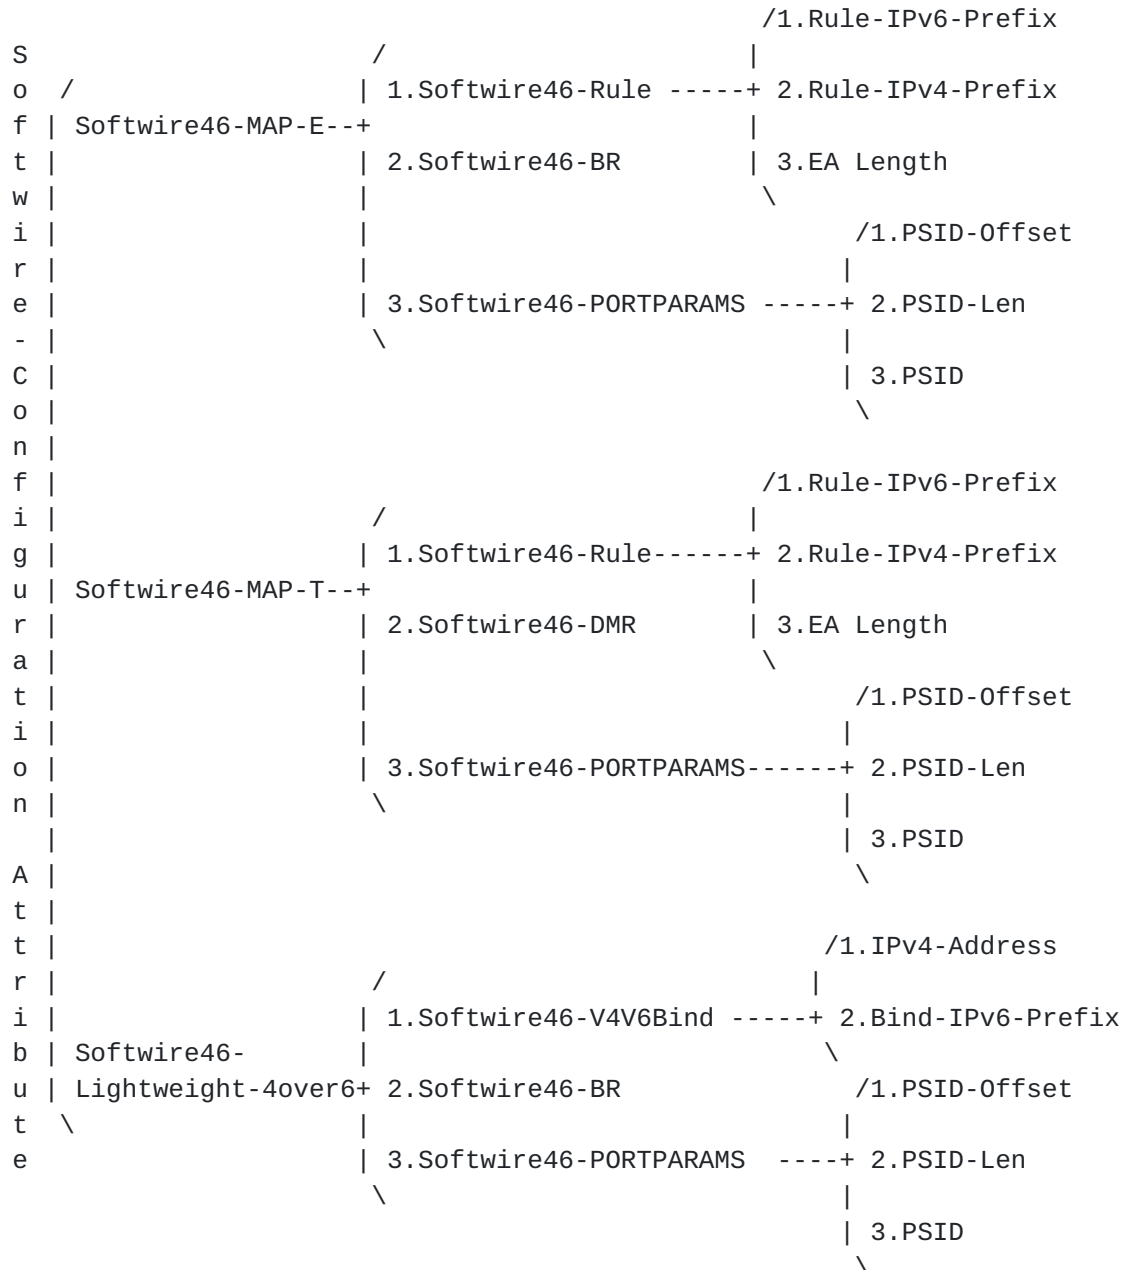 /1.Rule-IPv6-Prefix
S                      /                       |
o  /                  | 1.Softwire46-Rule -----+ 2.Rule-IPv4-Prefix
f | Softwire46-MAP-E--+                        |
t |                   | 2.Softwire46-BR        | 3.EA Length
w |                   |                         \
i |                   |                               /1.PSID-Offset
r |                   |                              |
e |                   | 3.Softwire46-PORTPARAMS -----+ 2.PSID-Len
- |                    \                             |
C |                                                  | 3.PSID
o |                                                   \
n |
f |                                             /1.Rule-IPv6-Prefix
i |                    /                       |
g |                   | 1.Softwire46-Rule------+ 2.Rule-IPv4-Prefix
u | Softwire46-MAP-T--+                        |
r |                   | 2.Softwire46-DMR       | 3.EA Length
a |                   |                         \
t |                   |                               /1.PSID-Offset
i |                   |                              |
o |                   | 3.Softwire46-PORTPARAMS------+ 2.PSID-Len
n |                    \                             |
  |                                                  | 3.PSID
A |                                                   \
t |
t |                                                 /1.IPv4-Address
r |                    /                           |
i |                   | 1.Softwire46-V4V6Bind -----+ 2.Bind-IPv6-Prefix
b | Softwire46-       |                             \
u | Lightweight-4over6+ 2.Softwire46-BR               /1.PSID-Offset
t  \                  |                              |
e                     | 3.Softwire46-PORTPARAMS  ----+ 2.PSID-Len
                       \                             |
                                                     | 3.PSID
                                                      \